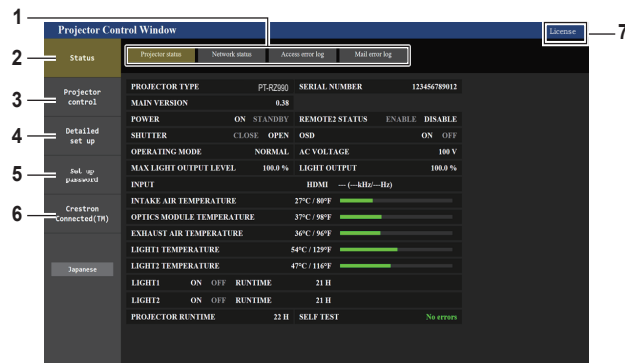 1
Projector Control Window
License
7
2
Status
Projector status Network status Access error log Mail error log
3
Projector
control
4
Detailed
set up
5
Set up
password
6
Crestron
Connected(TM)
Japanese
PROJECTOR TYPE PT-RZ990 SERIAL NUMBER 123456789012
MAIN VERSION 0.38
POWER ON STANDBY REMOTE2 STATUS ENABLE DISABLE
SHUTTER CLOSE OPEN OSD ON OFF
OPERATING MODE NORMAL AC VOLTAGE 100 V
MAX LIGHT OUTPUT LEVEL 100.0 % LIGHT OUTPUT 100.0 %
INPUT HDMI --- (---kHz/---Hz)
INTAKE AIR TEMPERATURE 27°C / 80°F
OPTICS MODULE TEMPERATURE 37°C / 98°F
EXHAUST AIR TEMPERATURE 36°C / 96°F
LIGHT1 TEMPERATURE 54°C / 129°F
LIGHT2 TEMPERATURE 47°C / 116°F
LIGHT1 ON OFF RUNTIME 21 H
LIGHT2 ON OFF RUNTIME 21 H
PROJECTOR RUNTIME 22 H SELF TEST No errors